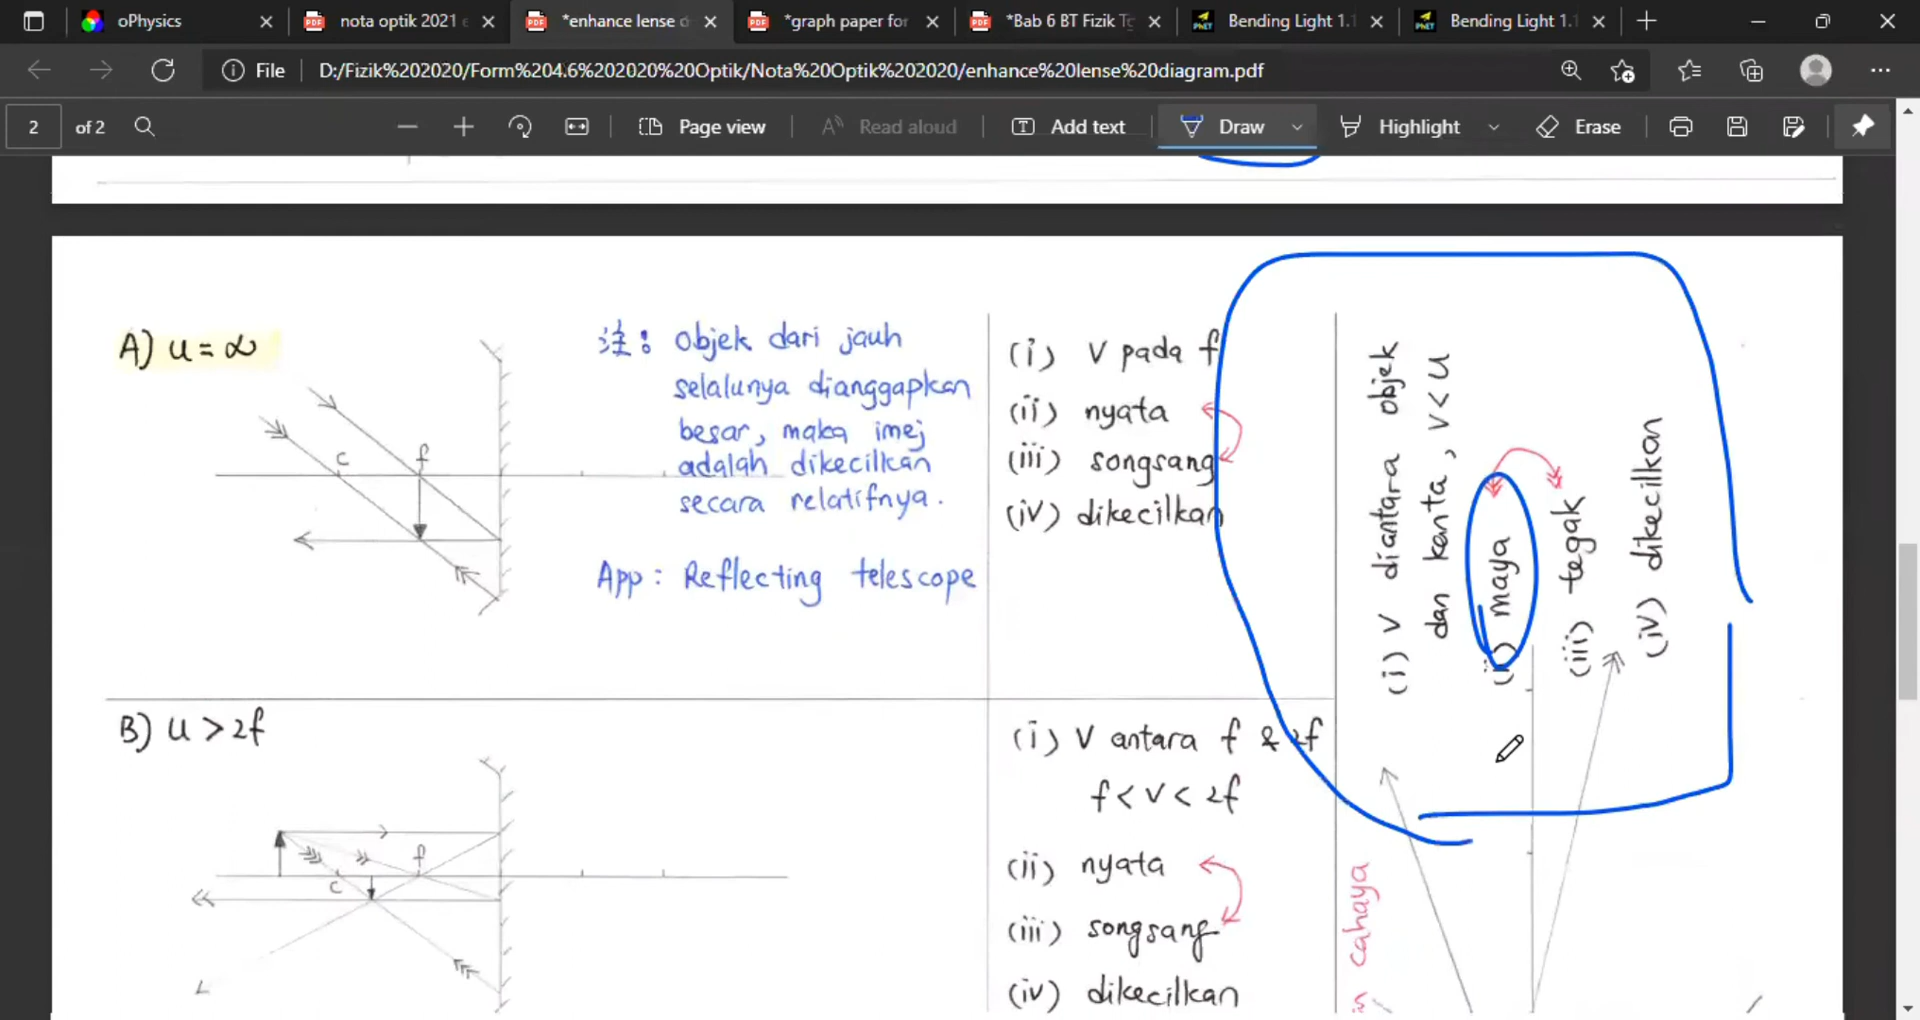 oPhysics
nota optik 2021 e
*enhance lense d
*graph paper for
*Bab 6 BT Fizik Tg
Bending Light 1.1
Bending Light 1.1
File
D:/Fizik%202020/Form%204.6%202020%20Optik/Nota%20Optik%202020/enhance%20lense%20diagram.pdf
2 of 2
Page view
Read aloud
Add text
Draw
Highlight
Erase
A) u = ∝
c f
注: Objek dari jauh
selalunya dianggapkan
besar, maka imej
adalah dikecilkan
secara relatifnya.
App: Reflecting telescope
(i) V pada f
(ii) nyata
(iii) songsang
(iv) dikecilkan
B) u > 2f
c f
(i) V antara f & 2f
f < v < 2f
(ii) nyata
(iii) songsang
(iv) dikecilkan
(i) V diantara objek
dan kanta, v<u
(ii) maya
(iii) tegak
(iv) dikecilkan
cahaya